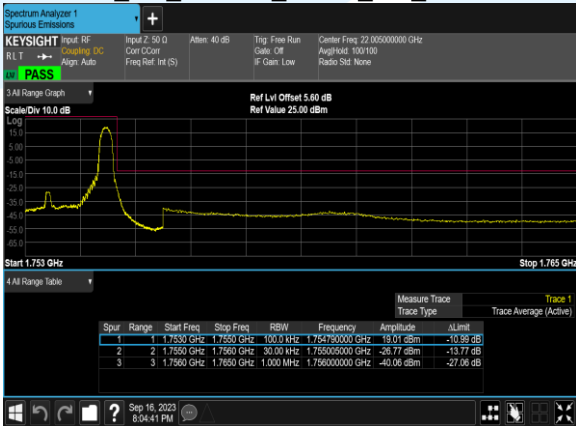 Spectrum Analyzer 1
Spurious Emissions
KEYSIGHT Input: RF Input Z: 50 Ω Atten: 40 dB Trig: Free Run Center Freq: 22.005000000 GHz
RLT Coupling: DC Corr CCorr Gate: Off Avg|Hold: 100/100
Align: Auto Freq Ref: Int (S) IF Gain: Low Radio Std: None
LNI PASS
3 All Range Graph Ref Lvl Offset 5.60 dB
Scale/Div 10.0 dB Ref Value 25.00 dBm
Log
15.0
5.00
-5.00
-15.0
-25.0
-35.0
-45.0
-55.0
-65.0
Start 1.753 GHz Stop 1.765 GHz
4 All Range Table
Measure Trace Trace 1
Trace Type Trace Average (Active)
Spur Range Start Freq Stop Freq RBW Frequency Amplitude ΔLimit
1 1 1.7530 GHz 1.7550 GHz 100.0 kHz 1.754790000 GHz 19.01 dBm -10.99 dB
2 2 1.7550 GHz 1.7560 GHz 30.00 kHz 1.755005000 GHz -26.77 dBm -13.77 dB
3 3 1.7560 GHz 1.7650 GHz 1.000 MHz 1.756000000 GHz -40.06 dBm -27.06 dB
Sep 16, 2023
8:04:41 PM